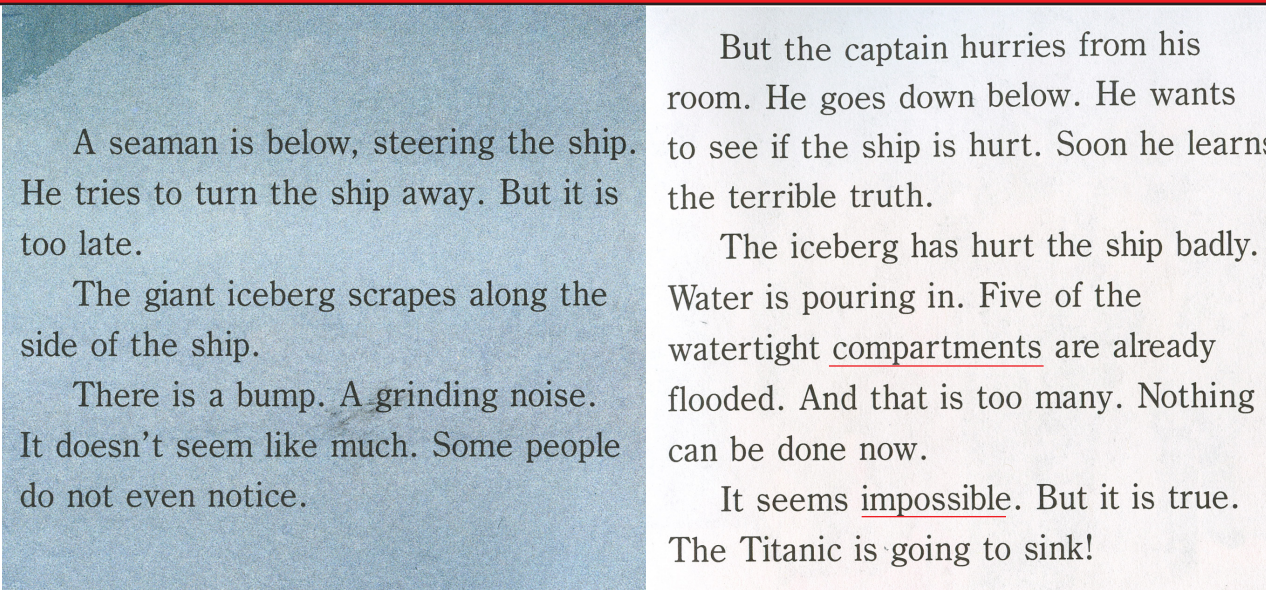 A seaman is below, steering the ship.
He tries to turn the ship away. But it is
too late.
The giant iceberg scrapes along the
side of the ship.
There is a bump. A grinding noise.
It doesn't seem like much. Some people
do not even notice.
But the captain hurries from his
room. He goes down below. He wants
to see if the ship is hurt. Soon he learns
the terrible truth.
The iceberg has hurt the ship badly.
Water is pouring in. Five of the
watertight compartments are already
flooded. And that is too many. Nothing
can be done now.
It seems impossible. But it is true.
The Titanic is going to sink!